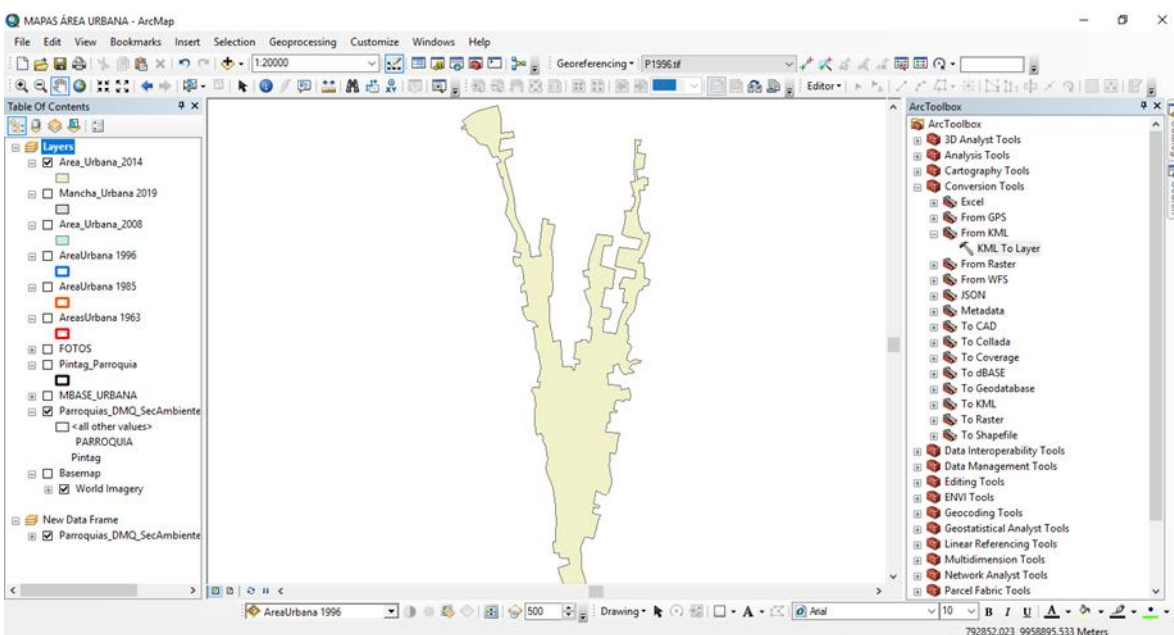 MAPAS ÁREA URBANA - ArcMap
File Edit View Bookmarks Insert Selection Geoprocessing Customize Windows Help
1:20000 Georeferencing P1996.tif
Editor
Table Of Contents
Layers
Area_Urbana_2014
Mancha_Urbana 2019
Area_Urbana_2008
AreaUrbana 1996
AreaUrbana 1985
AreasUrbana 1963
FOTOS
Pintag_Parroquia
MBASE_URBANA
Parroquias_DMQ_SecAmbiente
<all other values>
PARROQUIA
Pintag
Basemap
World Imagery
New Data Frame
Parroquias_DMQ_SecAmbiente
ArcToolbox
ArcToolbox
3D Analyst Tools
Analysis Tools
Cartography Tools
Conversion Tools
Excel
From GPS
From KML
KML To Layer
From Raster
From WFS
JSON
Metadata
To CAD
To Collada
To Coverage
To dBASE
To Geodatabase
To KML
To Raster
To Shapefile
Data Interoperability Tools
Data Management Tools
Editing Tools
ENVI Tools
Geocoding Tools
Geostatistical Analyst Tools
Linear Referencing Tools
Multidimension Tools
Network Analyst Tools
Parcel Fabric Tools
AreaUrbana 1996 500 Drawing A Arial 10 B I U A
792852.023 9958895.533 Meters